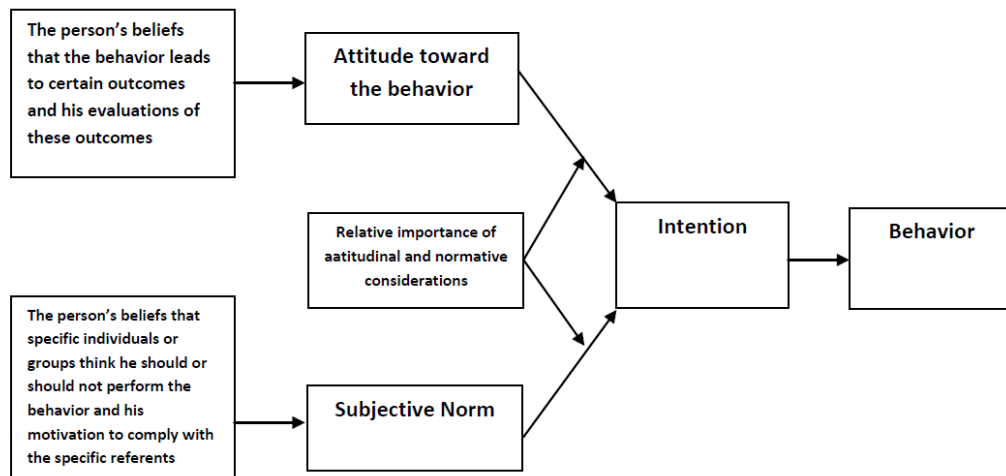 The person’s beliefs
that the behavior leads
to certain outcomes
and his evaluations of
these outcomes
Attitude toward
the behavior
Relative importance of
aatitudinal and normative
considerations
Intention
Behavior
The person’s beliefs that
specific individuals or
groups think he should or
should not perform the
behavior and his
motivation to comply with
the specific referents
Subjective Norm